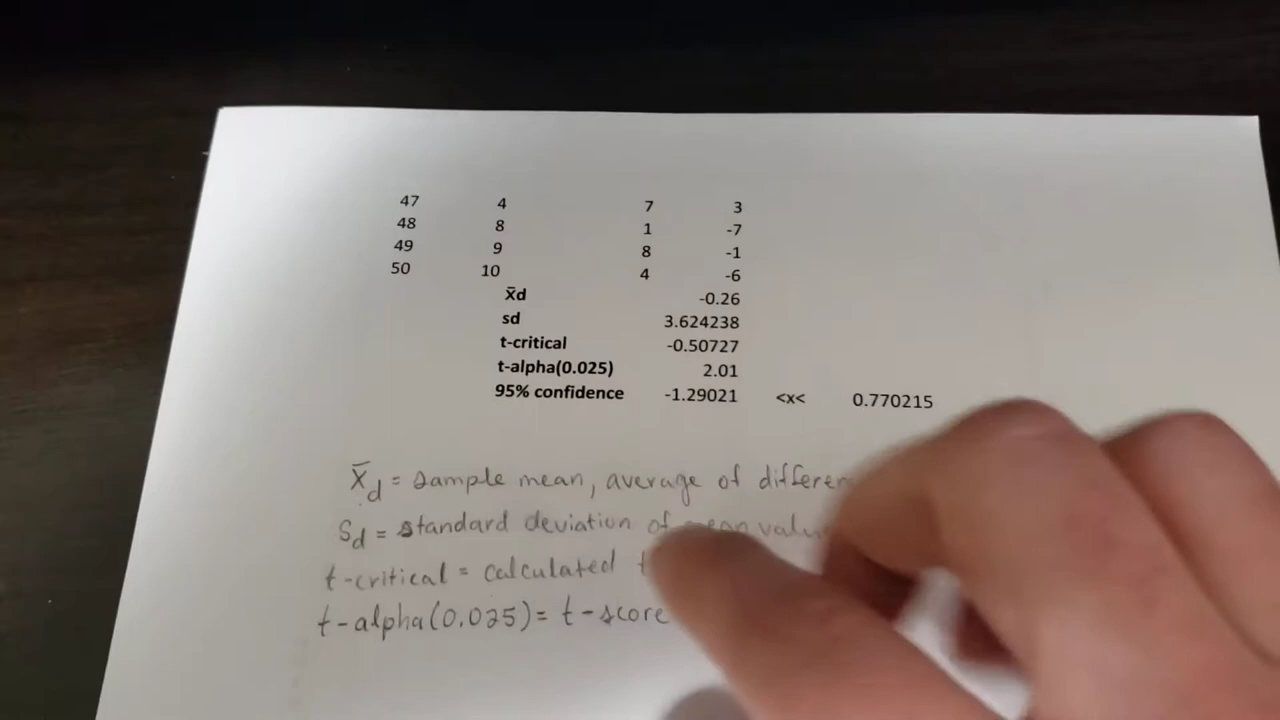 47 4 7 3
48 8 1 -7
49 9 8 -1
50 10 4 -6
x̄d -0.26
sd 3.624238
t-critical -0.50727
t-alpha(0.025) 2.01
95% confidence -1.29021 <x< 0.770215
x̄d = sample mean, average of
Sd = standard deviation of mean
t-critical = calculated
t-alpha(0.025) = t-score